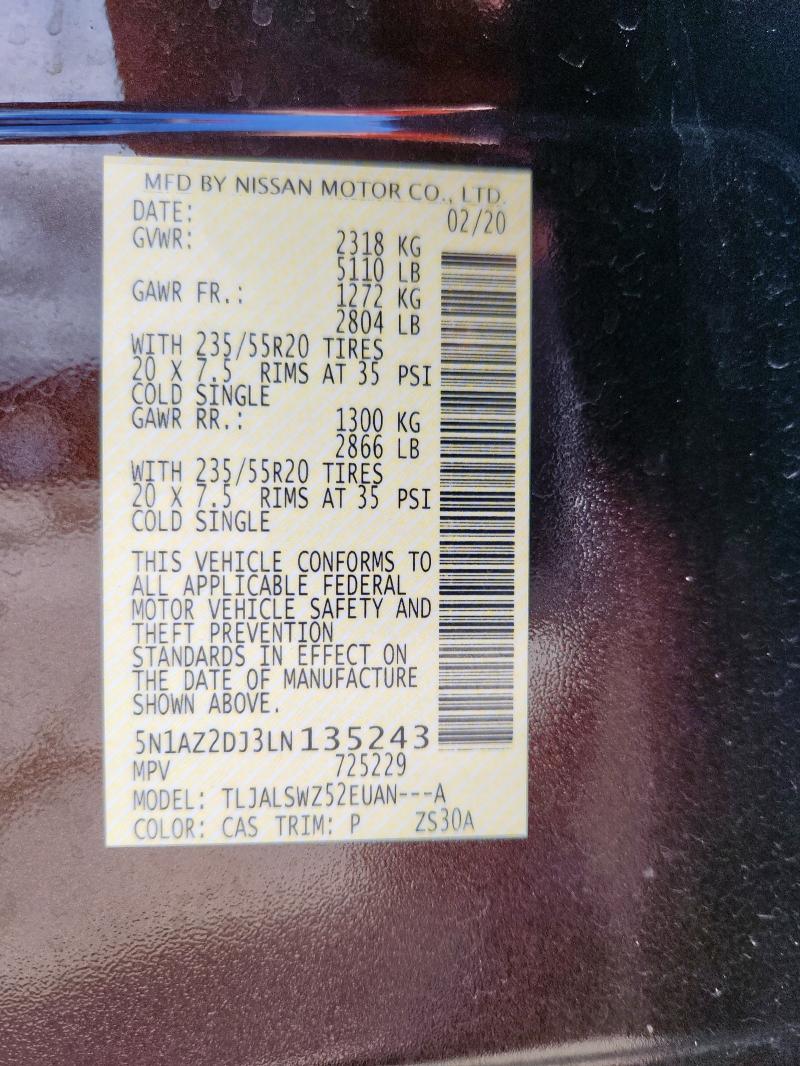 MFD BY NISSAN MOTOR CO., LTD.
DATE: 02/20
GVWR: 2318 KG
5110 LB
GAWR FR.: 1272 KG
2804 LB
WITH 235/55R20 TIRES
20 X 7.5 RIMS AT 35 PSI
COLD SINGLE
GAWR RR.: 1300 KG
2866 LB
WITH 235/55R20 TIRES
20 X 7.5 RIMS AT 35 PSI
COLD SINGLE
THIS VEHICLE CONFORMS TO
ALL APPLICABLE FEDERAL
MOTOR VEHICLE SAFETY AND
THEFT PREVENTION
STANDARDS IN EFFECT ON
THE DATE OF MANUFACTURE
SHOWN ABOVE.
5N1AZ2DJ3LN135243
MPV 725229
MODEL: TLJALSWZ52EUAN---A
COLOR: CAS TRIM: P ZS30A